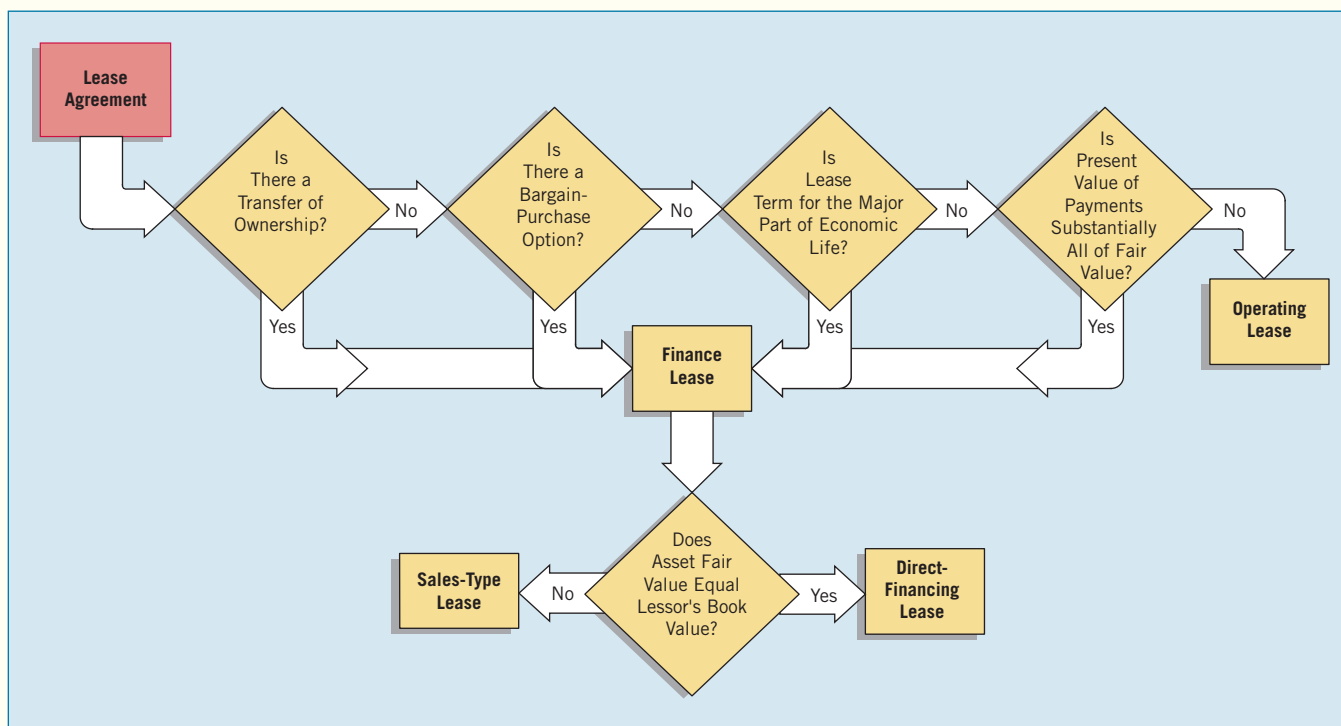 Lease
Agreement
Is
There a
Transfer of
Ownership?
No
Yes
Is
There a
Bargain-
Purchase
Option?
No
Yes
Is
Lease
Term for the Major
Part of Economic
Life?
No
Yes
Is
Present
Value of
Payments
Substantially
All of Fair
Value?
No
Yes
Operating
Lease
Finance
Lease
Does
Asset Fair
Value Equal
Lessor's Book
Value?
No
Sales-Type
Lease
Yes
Direct-
Financing
Lease